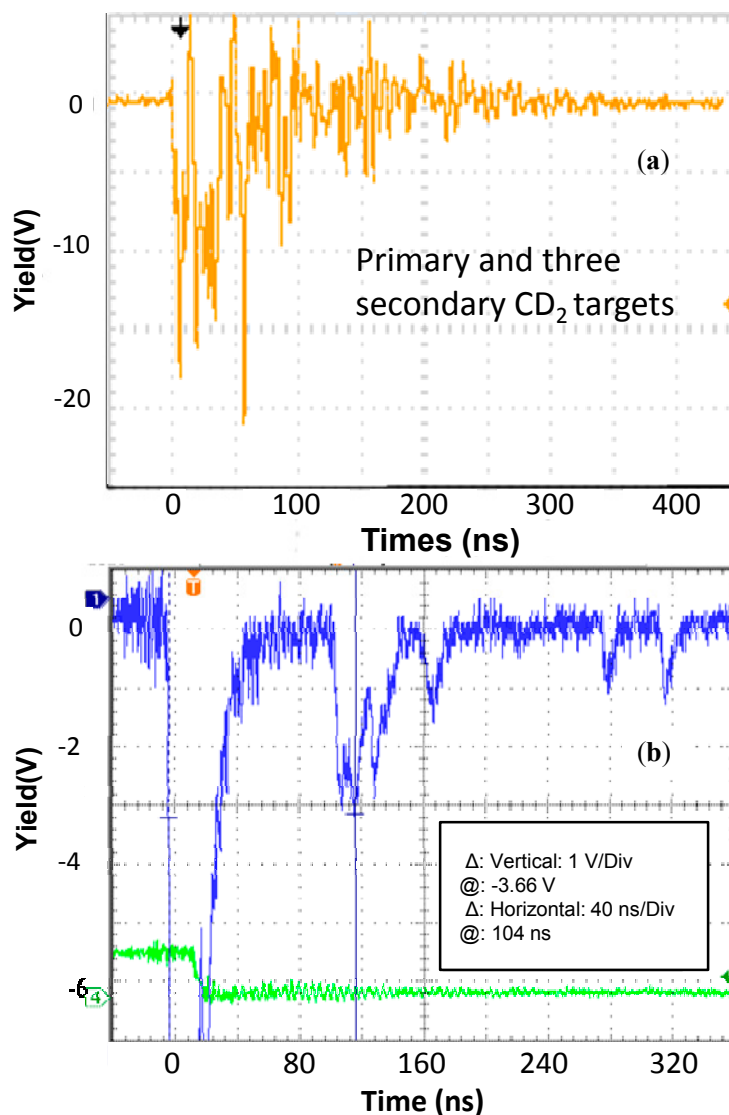 0
(a)
Yield(V)
-10
Primary and three
secondary CD₂ targets
-20
0 100 200 300 400
Times (ns)
1
T
0
-2
(b)
Yield(V)
-4
Δ: Vertical: 1 V/Div
@: -3.66 V
Δ: Horizontal: 40 ns/Div
@: 104 ns
-6
4
0 80 160 240 320
Time (ns)